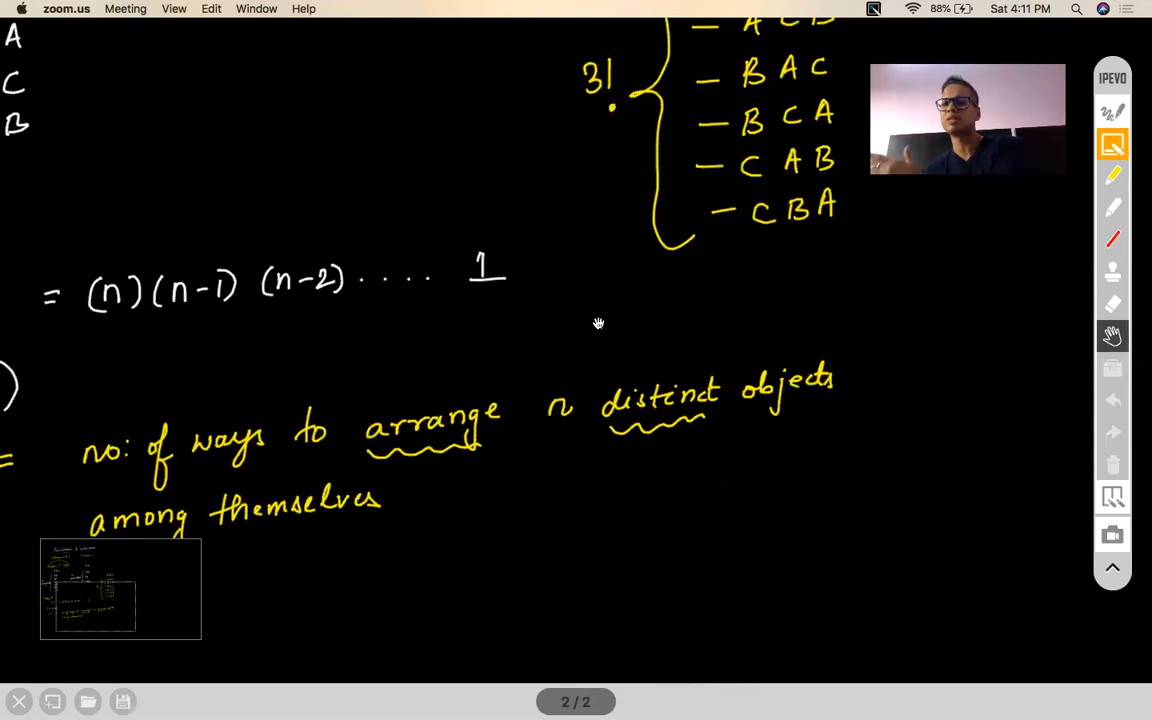 zoom.us Meeting View Edit Window Help 88% Sat 4:11 PM
A
C
B
3!
- A C B
- B A C
- B C A
- C A B
- C B A
IPEVO
= (n)(n-1) (n-2) . . . . 1
)
= no: of ways to arrange n distinct objects
among themselves
2/2